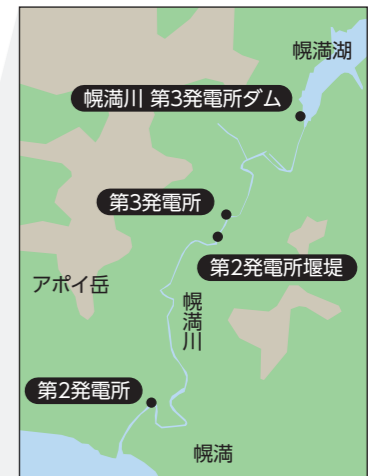 幌満湖
幌満川 第3発電所ダム
第3発電所
第2発電所堰堤
アポイ岳
幌満川
第2発電所
幌満